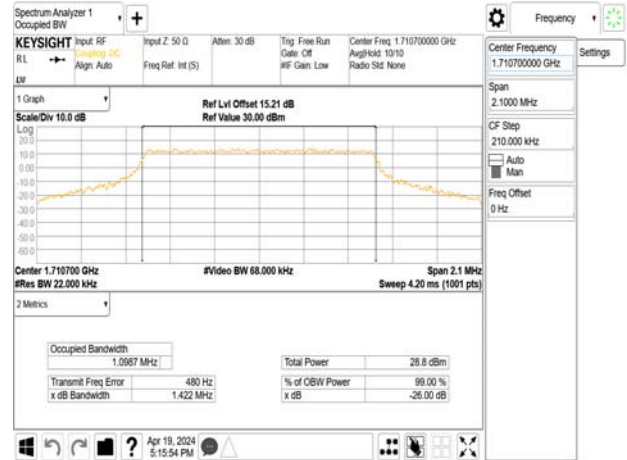 Spectrum Analyzer 1
Occupied BW
Frequency
KEYSIGHT
RL
Input: RF
Coupling: DC
Align: Auto
Input Z: 50 Ω
Freq Ref: Int (S)
Atten: 30 dB
Trig: Free Run
Gate: Off
#IF Gain: Low
Center Freq: 1.710700000 GHz
Avg|Hold: 10/10
Radio Std: None
Center Frequency
1.710700000 GHz
Settings
Span
2.1000 MHz
CF Step
210.000 kHz
Auto
Man
Freq Offset
0 Hz
1 Graph
Scale/Div 10.0 dB
Ref Lvl Offset 15.21 dB
Ref Value 30.00 dBm
Log
20.0
10.0
0.00
-10.0
-20.0
-30.0
-40.0
-50.0
-60.0
Center 1.710700 GHz
#Res BW 22.000 kHz
#Video BW 68.000 kHz
Span 2.1 MHz
Sweep 4.20 ms (1001 pts)
2 Metrics
Occupied Bandwidth
1.0987 MHz
Total Power 28.8 dBm
Transmit Freq Error 480 Hz
% of OBW Power 99.00 %
x dB Bandwidth 1.422 MHz
x dB -26.00 dB
Apr 19, 2024
5:15:54 PM